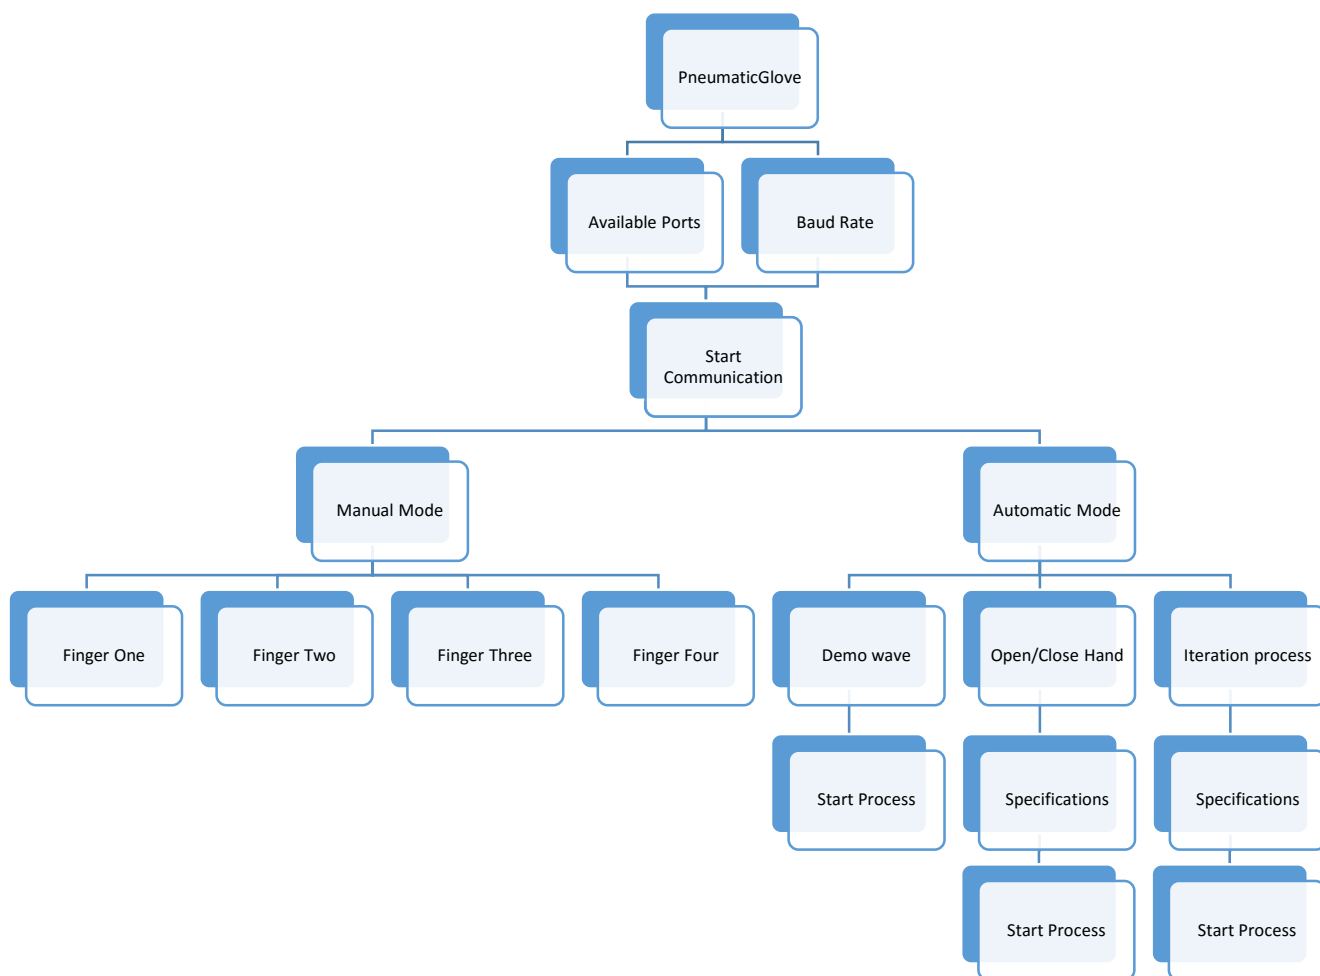 PneumaticGlove
Available Ports
Baud Rate
Start
Communication
Manual Mode
Automatic Mode
Finger One
Finger Two
Finger Three
Finger Four
Demo wave
Open/Close Hand
Iteration process
Start Process
Specifications
Specifications
Start Process
Start Process